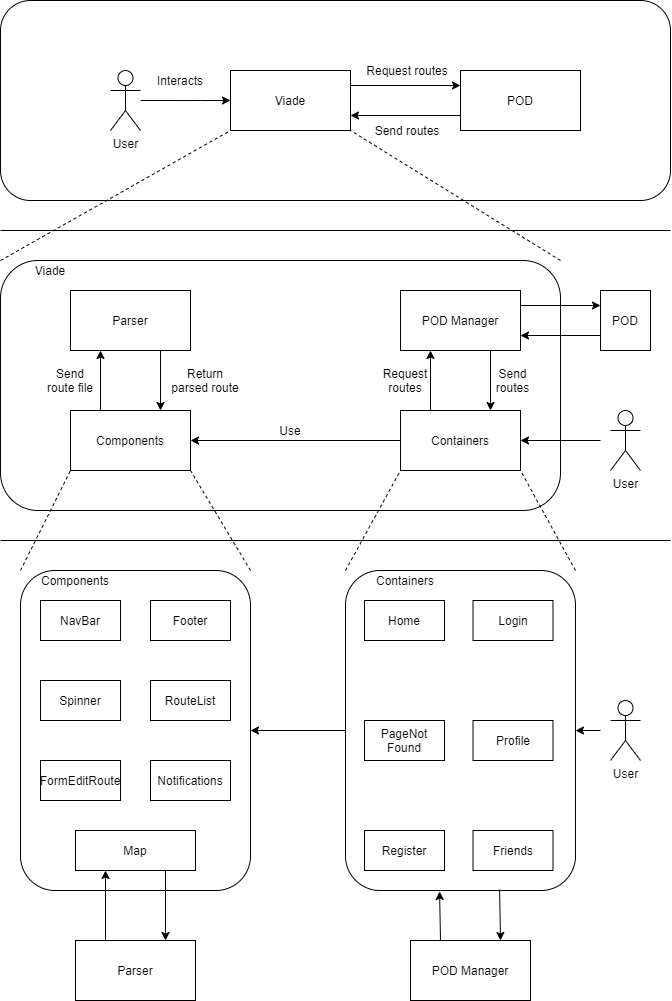 Interacts
Request routes
Viade
POD
User
Send routes
Viade
Parser
POD Manager
POD
Send
route file
Return
parsed route
Request
routes
Send
routes
Components
Use
Containers
User
Components
Containers
NavBar
Footer
Home
Login
Spinner
RouteList
PageNot
Found
Profile
User
FormEditRoute
Notifications
Map
Register
Friends
Parser
POD Manager